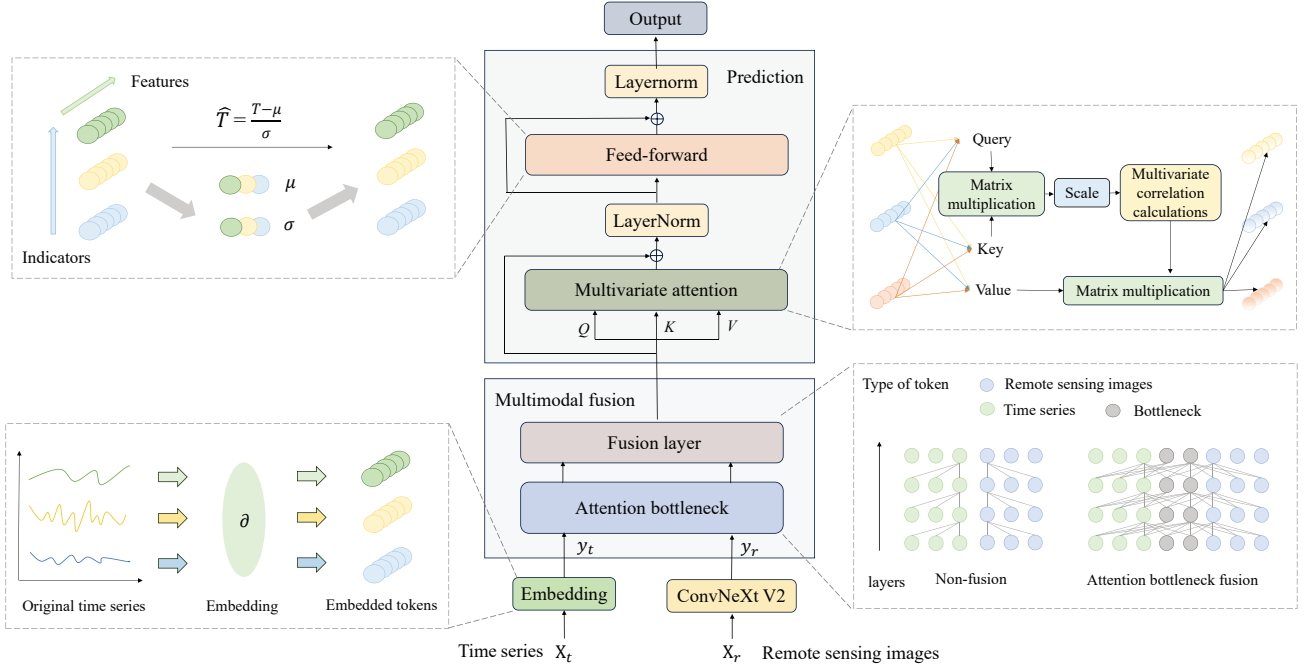 Output
Prediction
Layernorm
Feed-forward
LayerNorm
Multivariate attention
Q
K
V
Features
T̂ = (T−μ)/σ
μ
σ
Indicators
Query
Matrix
multiplication
Scale
Multivariate
correlation
calculations
Key
Value
Matrix multiplication
Multimodal fusion
Fusion layer
Attention bottleneck
y_t
y_r
Embedding
ConvNeXt V2
Time series X_t
X_r Remote sensing images
∂
Original time series
Embedding
Embedded tokens
Type of token
Remote sensing images
Time series
Bottleneck
layers
Non-fusion
Attention bottleneck fusion